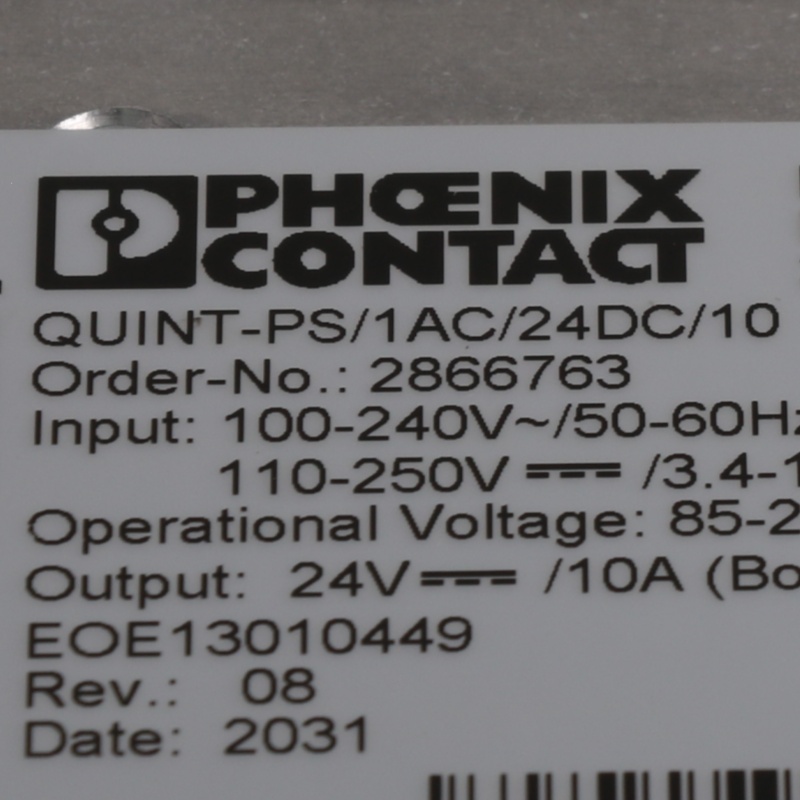 PHŒNIX
CONTACT
QUINT-PS/1AC/24DC/10
Order-No.: 2866763
Input: 100-240V~/50-60Hz
110-250V ⎓ /3.4-1
Operational Voltage: 85-2
Output: 24V ⎓ /10A (Bo
EOE13010449
Rev.: 08
Date: 2031